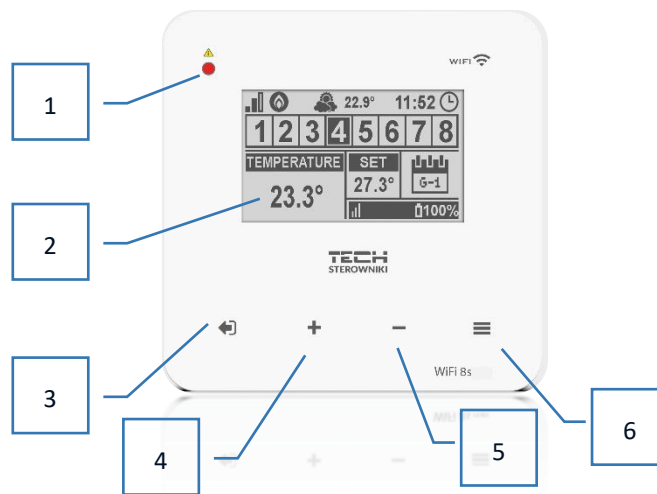 WIFI
1
22.9° 11:52
1 2 3 4 5 6 7 8
TEMPERATURE SET
23.3° 27.3° G-1
100%
2
TECH
STEROWNIKI
3
WiFi 8s
4
5
6